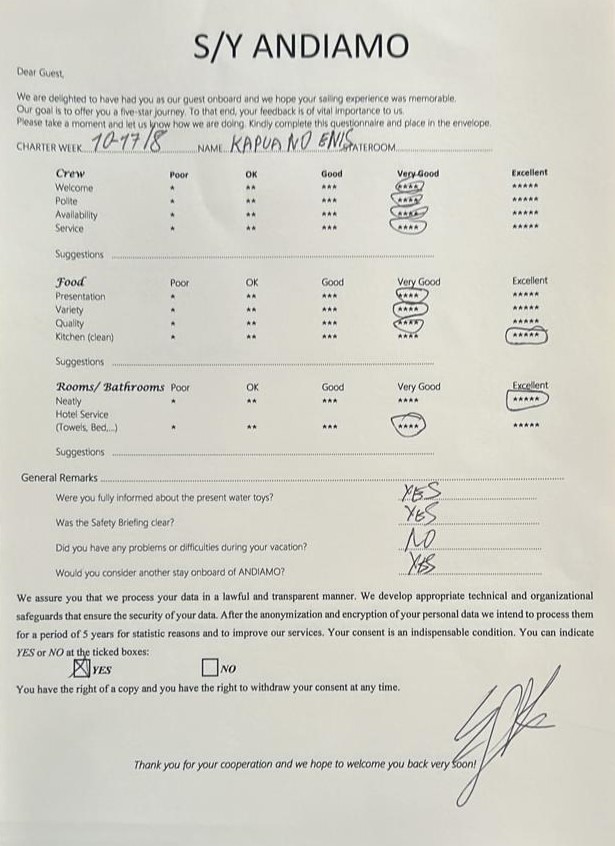 S/Y ANDIAMO
Dear Guest,
We are delighted to have had you as our guest onboard and we hope your sailing experience was memorable.
Our goal is to offer you a five-star journey. To that end, your feedback is of vital importance to us.
Please take a moment and let us know how we are doing. Kindly complete this questionnaire and place in the envelope.
CHARTER WEEK 10-17/8 NAME KAPUANO ENIS STATEROOM
Crew Poor OK Good Very Good Excellent
Welcome * ** *** **** *****
Polite * ** *** **** *****
Availability * ** *** **** *****
Service * ** *** **** *****
Suggestions
Food Poor OK Good Very Good Excellent
Presentation * ** *** **** *****
Variety * ** *** **** *****
Quality * ** *** **** *****
Kitchen (clean) * ** *** **** *****
Suggestions
Rooms/ Bathrooms Poor OK Good Very Good Excellent
Neatly * ** *** **** *****
Hotel Service
(Towels, Bed,...) * ** *** **** *****
Suggestions
General Remarks
Were you fully informed about the present water toys? YES
Was the Safety Briefing clear? YES
Did you have any problems or difficulties during your vacation? NO
Would you consider another stay onboard of ANDIAMO? YES
We assure you that we process your data in a lawful and transparent manner. We develop appropriate technical and organizational
safeguards that ensure the security of your data. After the anonymization and encryption of your personal data we intend to process them
for a period of 5 years for statistic reasons and to improve our services. Your consent is an indispensable condition. You can indicate
YES or NO at the ticked boxes:
YES NO
You have the right of a copy and you have the right to withdraw your consent at any time.
Thank you for your cooperation and we hope to welcome you back very soon!